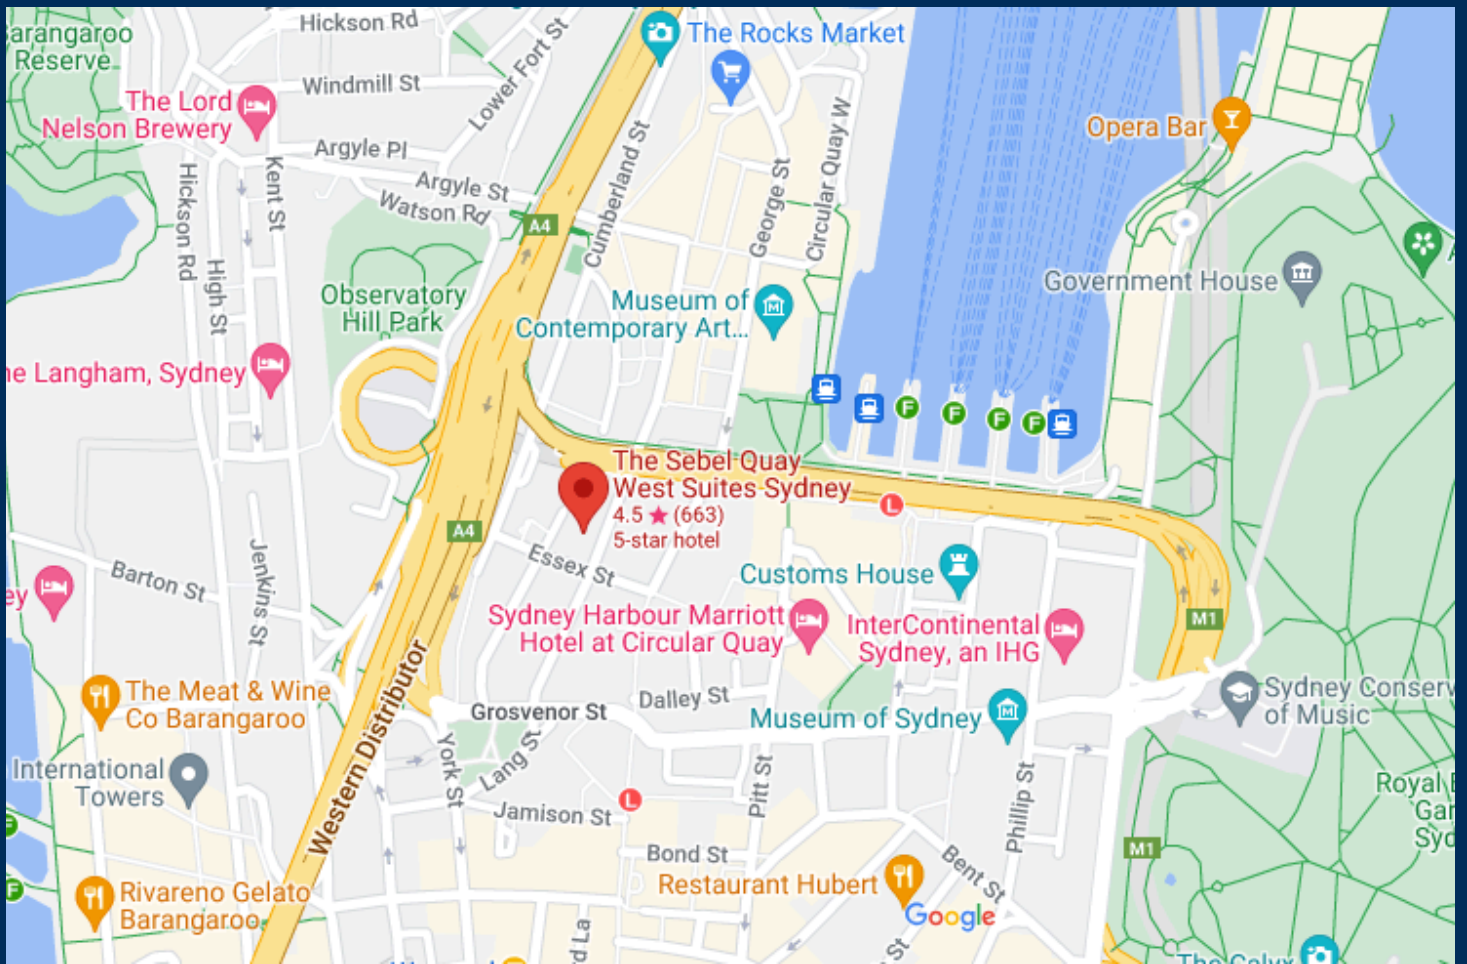 Hickson Rd
The Rocks Market
Barangaroo
Reserve
Windmill St
Lower Fort St
The Lord
Nelson Brewery
Opera Bar
Argyle Pl
Kent St
Hickson Rd
Argyle St
Watson Rd
Cumberland St
George St
Circular Quay W
A4
High St
Observatory
Hill Park
Museum of
Contemporary Art...
Government House
Langham, Sydney
F
F
F
F
The Sebel Quay
West Suites Sydney
4.5 ★ (663)
5-star hotel
L
A4
Essex St
Barton St
Jenkins St
Customs House
Sydney Harbour Marriott
Hotel at Circular Quay
InterContinental
Sydney, an IHG
M1
Western Distributor
The Meat & Wine
Co Barangaroo
Grosvenor St
Dalley St
Museum of Sydney
Sydney Conserv
of Music
York St
Lang St
International
Towers
Pitt St
Phillip St
Royal
Gar
Syd
Jamison St
L
M1
Bond St
Bent St
Restaurant Hubert
F
F
Rivareno Gelato
Barangaroo
Google
The Calyx
St